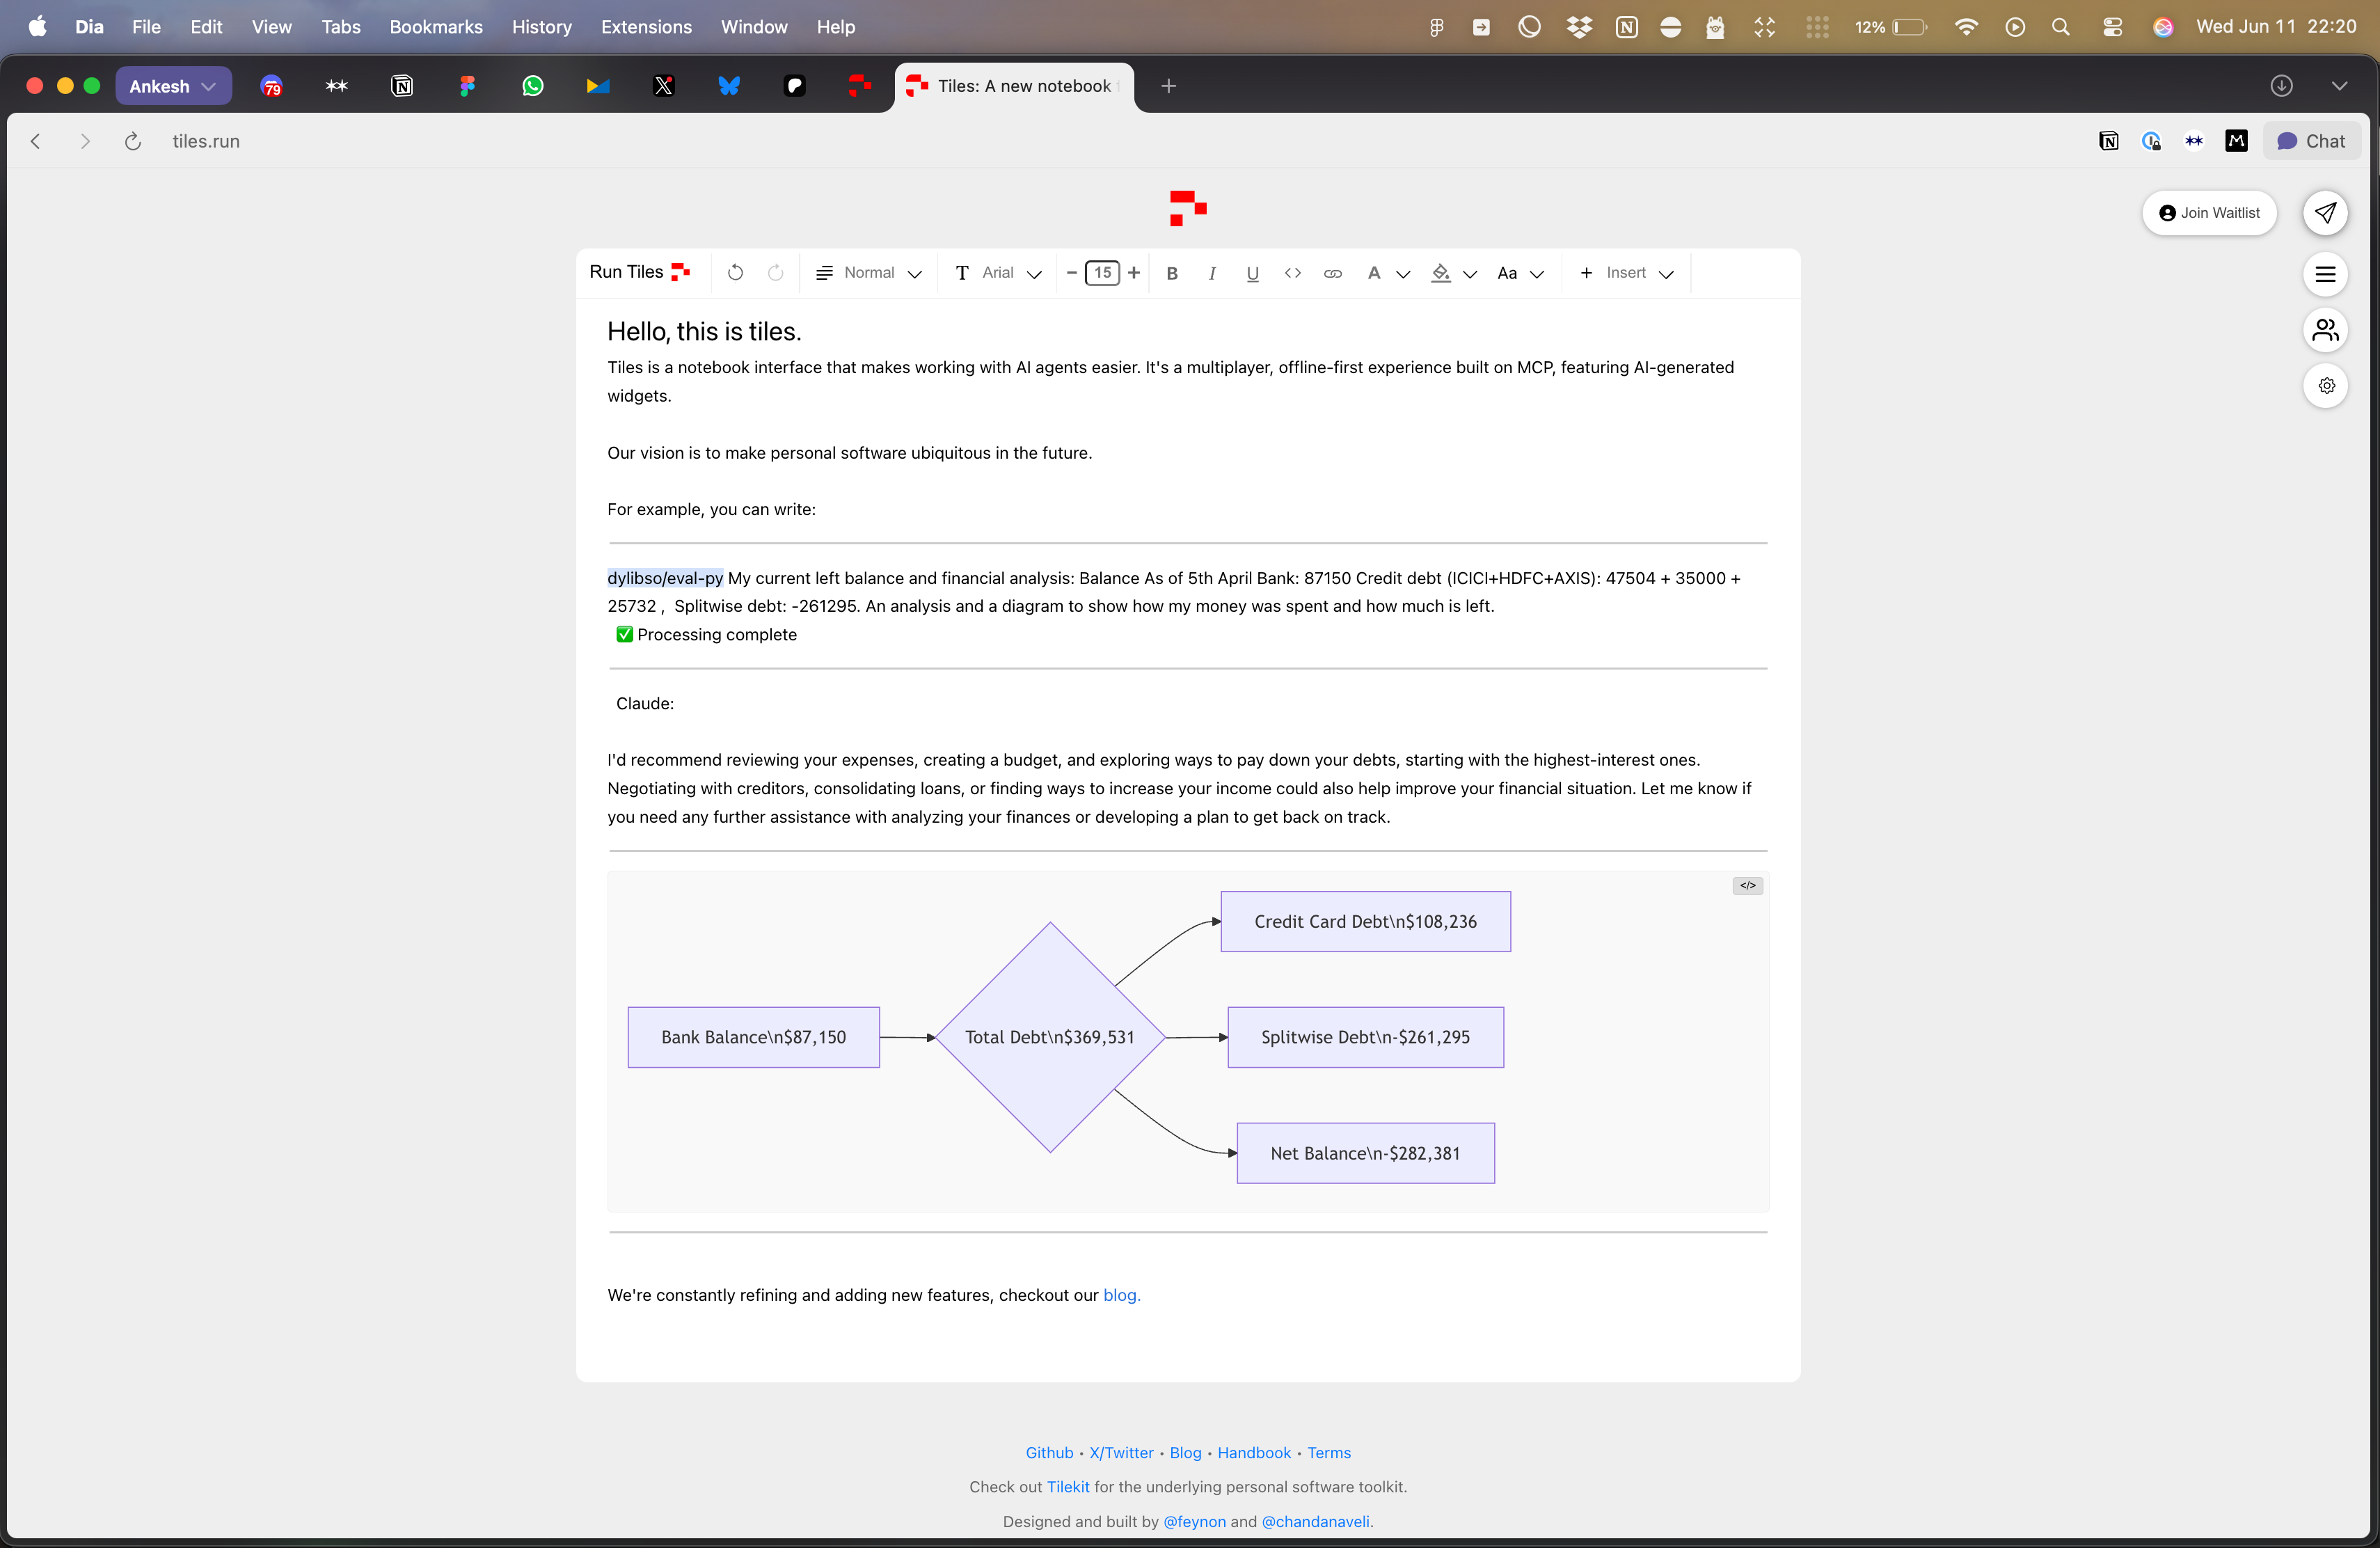 Dia File Edit View Tabs Bookmarks History Extensions Window Help 12% Wed Jun 11 22:20
Ankesh 79 Tiles: A new notebook
tiles.run Chat
Join Waitlist
Run Tiles Normal T Arial − 15 + B I U <> A Aa + Insert
Hello, this is tiles.
Tiles is a notebook interface that makes working with AI agents easier. It's a multiplayer, offline-first experience built on MCP, featuring AI-generated
widgets.
Our vision is to make personal software ubiquitous in the future.
For example, you can write:
dylibso/eval-py My current left balance and financial analysis: Balance As of 5th April Bank: 87150 Credit debt (ICICI+HDFC+AXIS): 47504 + 35000 +
25732 , Splitwise debt: -261295. An analysis and a diagram to show how my money was spent and how much is left.
✅ Processing complete
Claude:
I'd recommend reviewing your expenses, creating a budget, and exploring ways to pay down your debts, starting with the highest-interest ones.
Negotiating with creditors, consolidating loans, or finding ways to increase your income could also help improve your financial situation. Let me know if
you need any further assistance with analyzing your finances or developing a plan to get back on track.
</>
Credit Card Debt\n$108,236
Bank Balance\n$87,150 Total Debt\n$369,531 Splitwise Debt\n-$261,295
Net Balance\n-$282,381
We're constantly refining and adding new features, checkout our blog.
Github • X/Twitter • Blog • Handbook • Terms
Check out Tilekit for the underlying personal software toolkit.
Designed and built by @feynon and @chandanaveli.